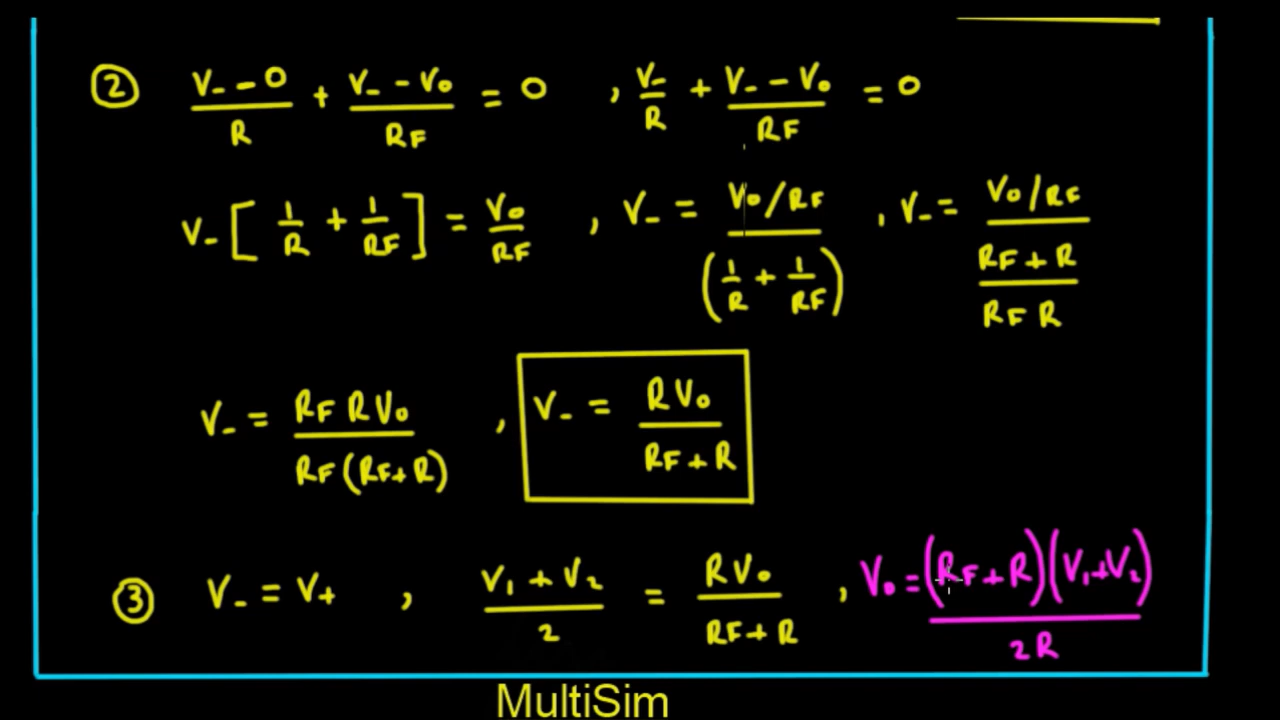 ② (V₋ - 0)/R + (V₋ - V₀)/RF = 0 , V₋/R + (V₋ - V₀)/RF = 0
V₋ [ 1/R + 1/RF ] = V₀/RF , V₋ = (V₀/RF)/(1/R + 1/RF) , V₋ = (V₀/RF)/((RF + R)/(RF R))
V₋ = (RF R V₀)/(RF (RF + R)) , V₋ = (R V₀)/(RF + R)
③ V₋ = V₊ , (V₁ + V₂)/2 = (R V₀)/(RF + R) , V₀ = ((RF + R)(V₁ + V₂))/(2R)
MultiSim